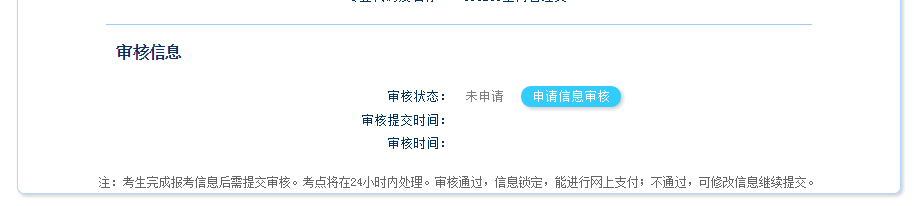 审核信息
审核状态： 未申请 申请信息审核
审核提交时间：
审核时间：
注：考生完成报考信息后需提交审核。考点将在24小时内处理。审核通过，信息锁定，能进行网上支付；不通过，可修改信息继续提交。